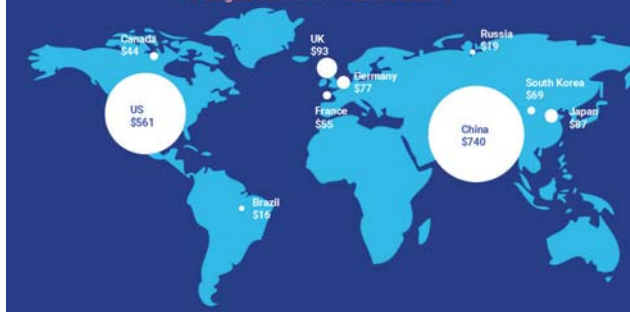 Canada
$44
UK
$93
Russia
$19
Germany
$77
South Korea
$69
US
$561
France
$55
China
$740
Japan
$87
Brazil
$16